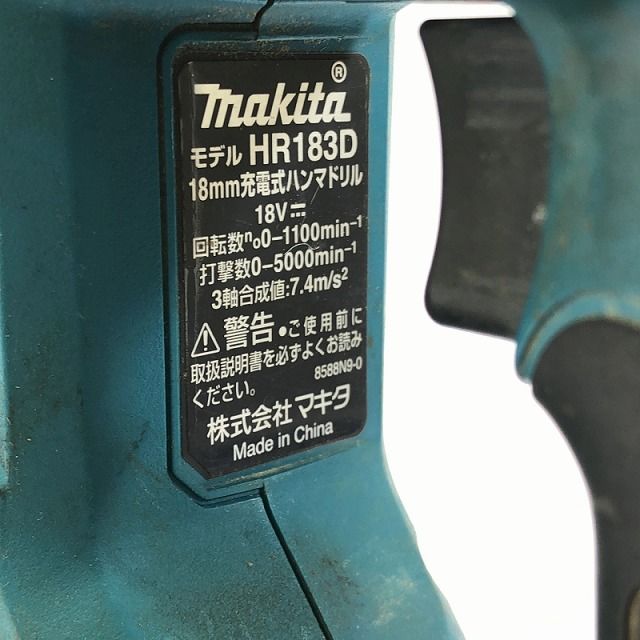 makita®
モデル HR183D
18mm充電式ハンマドリル
18V⎓
回転数n₀0-1100min⁻¹
打撃数0-5000min⁻¹
3軸合成値:7.4m/s²
警告・ご使用前に
取扱説明書を必ずよくお読み
ください。 8588N9-0
株式会社 マキタ
Made in China